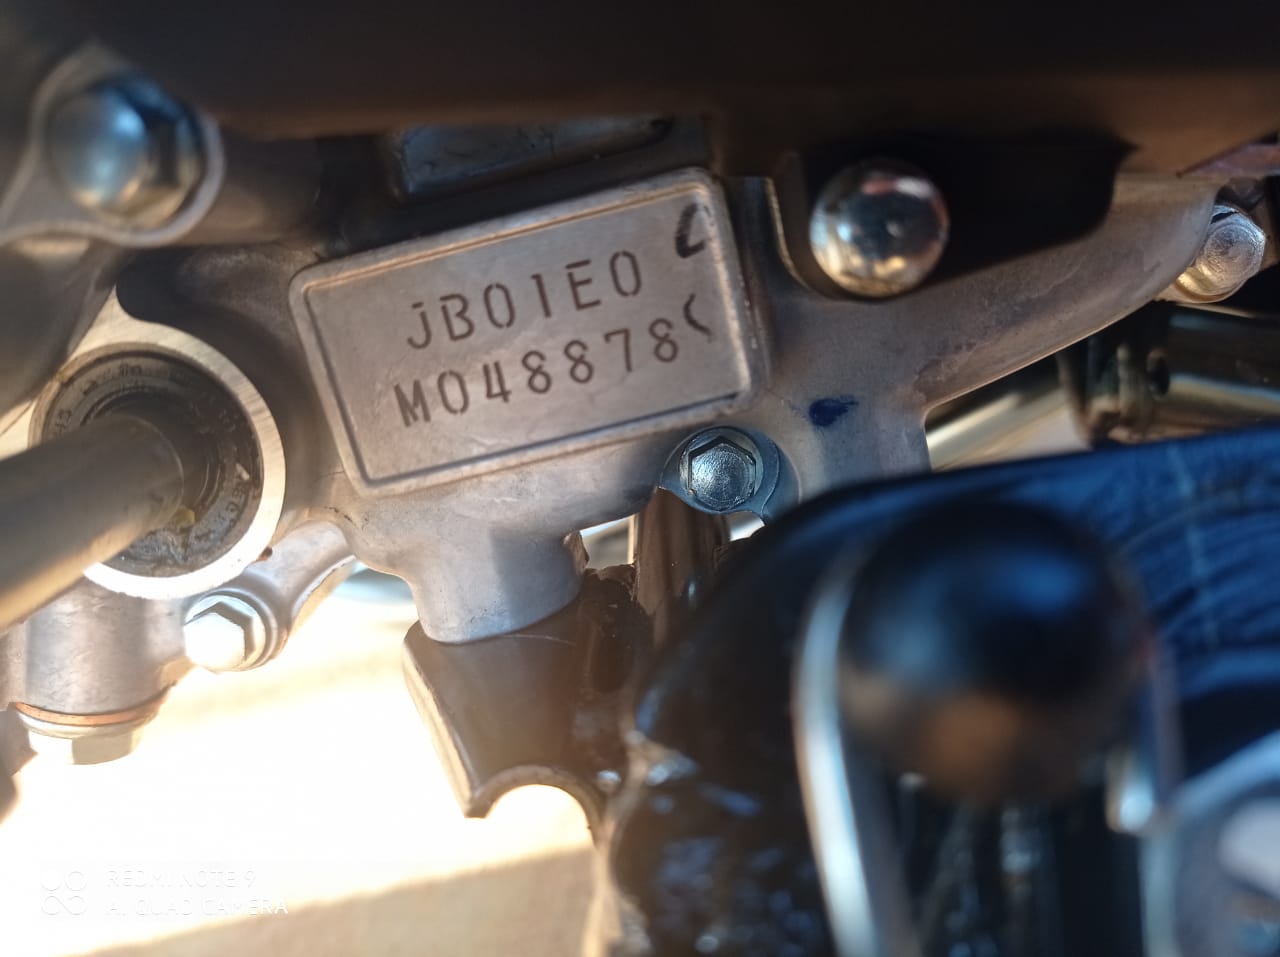 JB01E0
M048878
REDMI NOTE 9
AI QUAD CAMERA